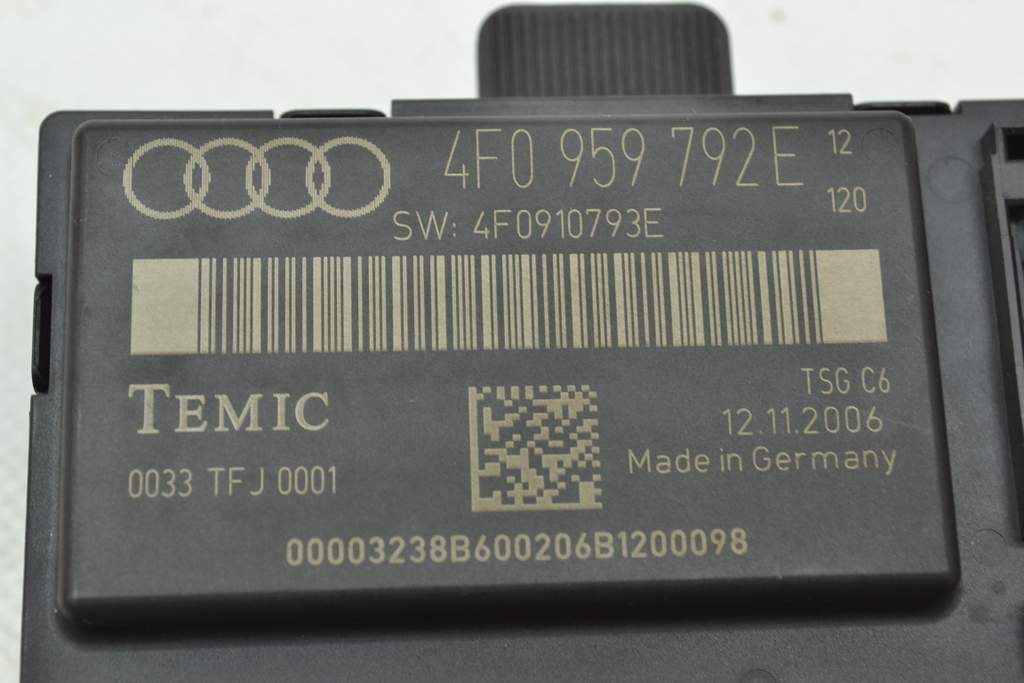 4F0 959 792E 12
120
SW: 4F0910793E
TEMIC
TSG C6
12.11.2006
Made in Germany
0033 TFJ 0001
00003238B600206B1200098